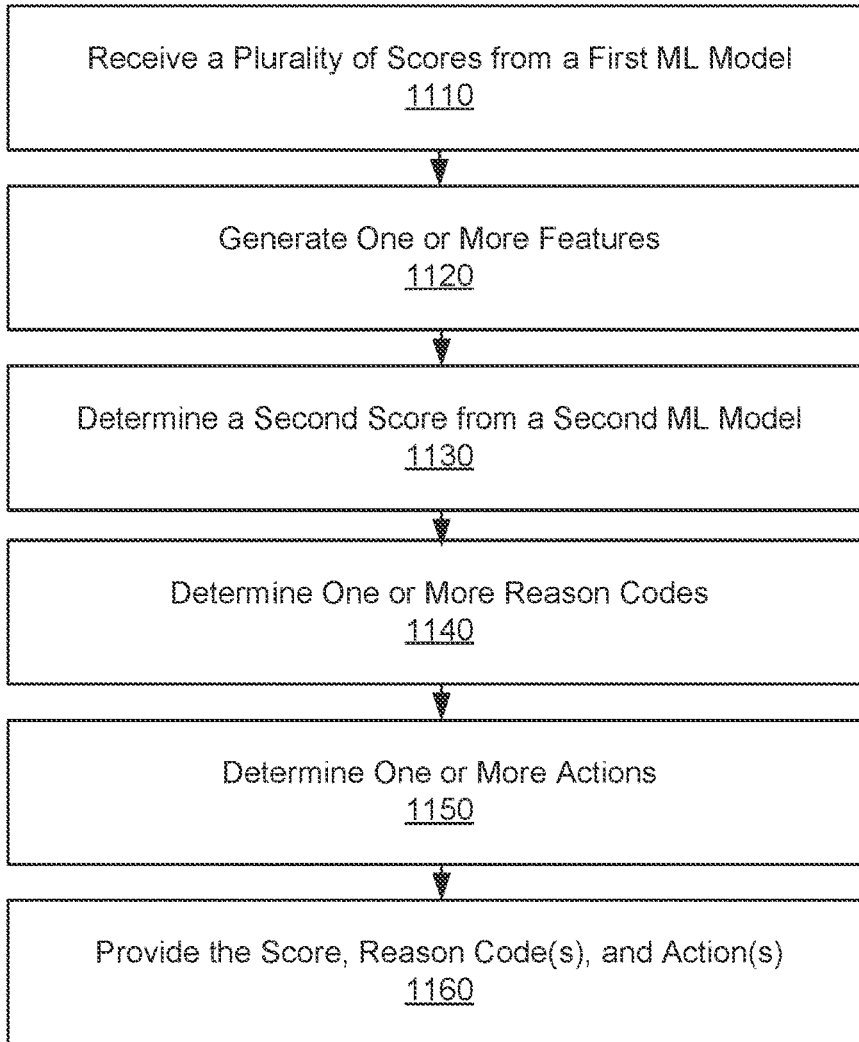 Receive a Plurality of Scores from a First ML Model
1110
Generate One or More Features
1120
Determine a Second Score from a Second ML Model
1130
Determine One or More Reason Codes
1140
Determine One or More Actions
1150
Provide the Score, Reason Code(s), and Action(s)
1160